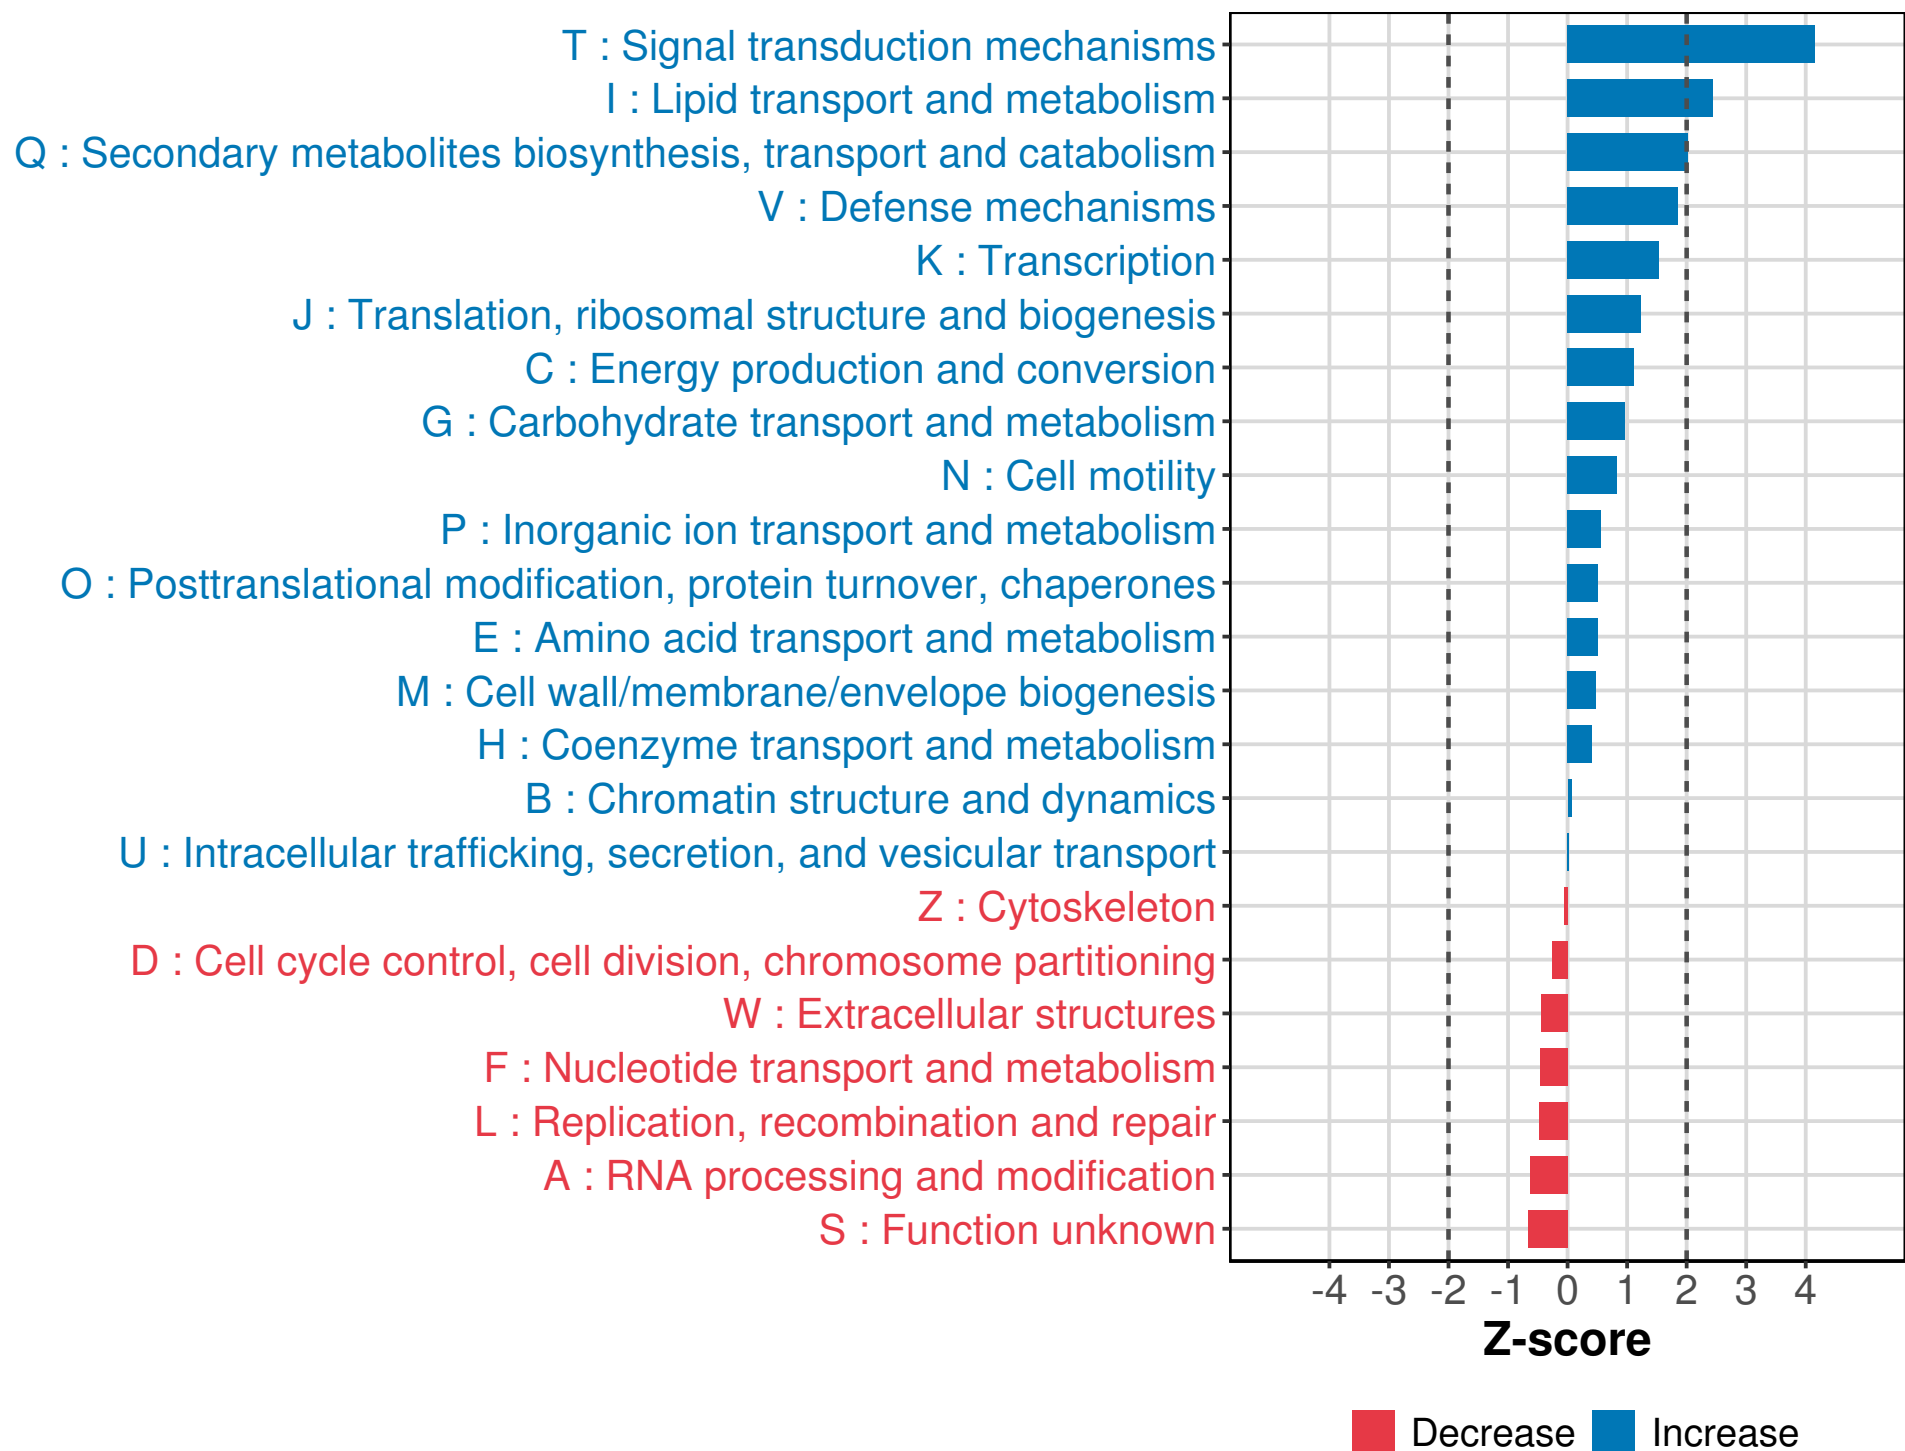 T : Signal transduction mechanisms
I : Lipid transport and metabolism
Q : Secondary metabolites biosynthesis, transport and catabolism
V : Defense mechanisms
K : Transcription
J : Translation, ribosomal structure and biogenesis
C : Energy production and conversion
G : Carbohydrate transport and metabolism
N : Cell motility
P : Inorganic ion transport and metabolism
O : Posttranslational modification, protein turnover, chaperones
E : Amino acid transport and metabolism
M : Cell wall/membrane/envelope biogenesis
H : Coenzyme transport and metabolism
B : Chromatin structure and dynamics
U : Intracellular trafficking, secretion, and vesicular transport
Z : Cytoskeleton
D : Cell cycle control, cell division, chromosome partitioning
W : Extracellular structures
F : Nucleotide transport and metabolism
L : Replication, recombination and repair
A : RNA processing and modification
S : Function unknown
-4 -3 -2 -1 0 1 2 3 4
Z-score
Decrease Increase